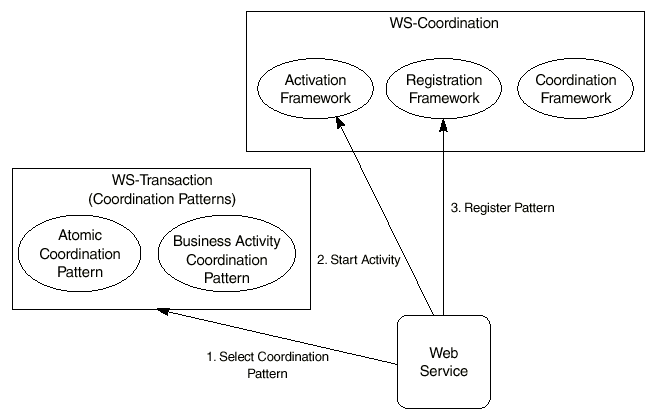 WS-Coordination
Activation
Framework
Registration
Framework
Coordination
Framework
WS-Transaction
(Coordination Patterns)
Atomic
Coordination
Pattern
Business Activity
Coordination
Pattern
3. Register Pattern
2. Start Activity
1. Select Coordination
Pattern
Web
Service